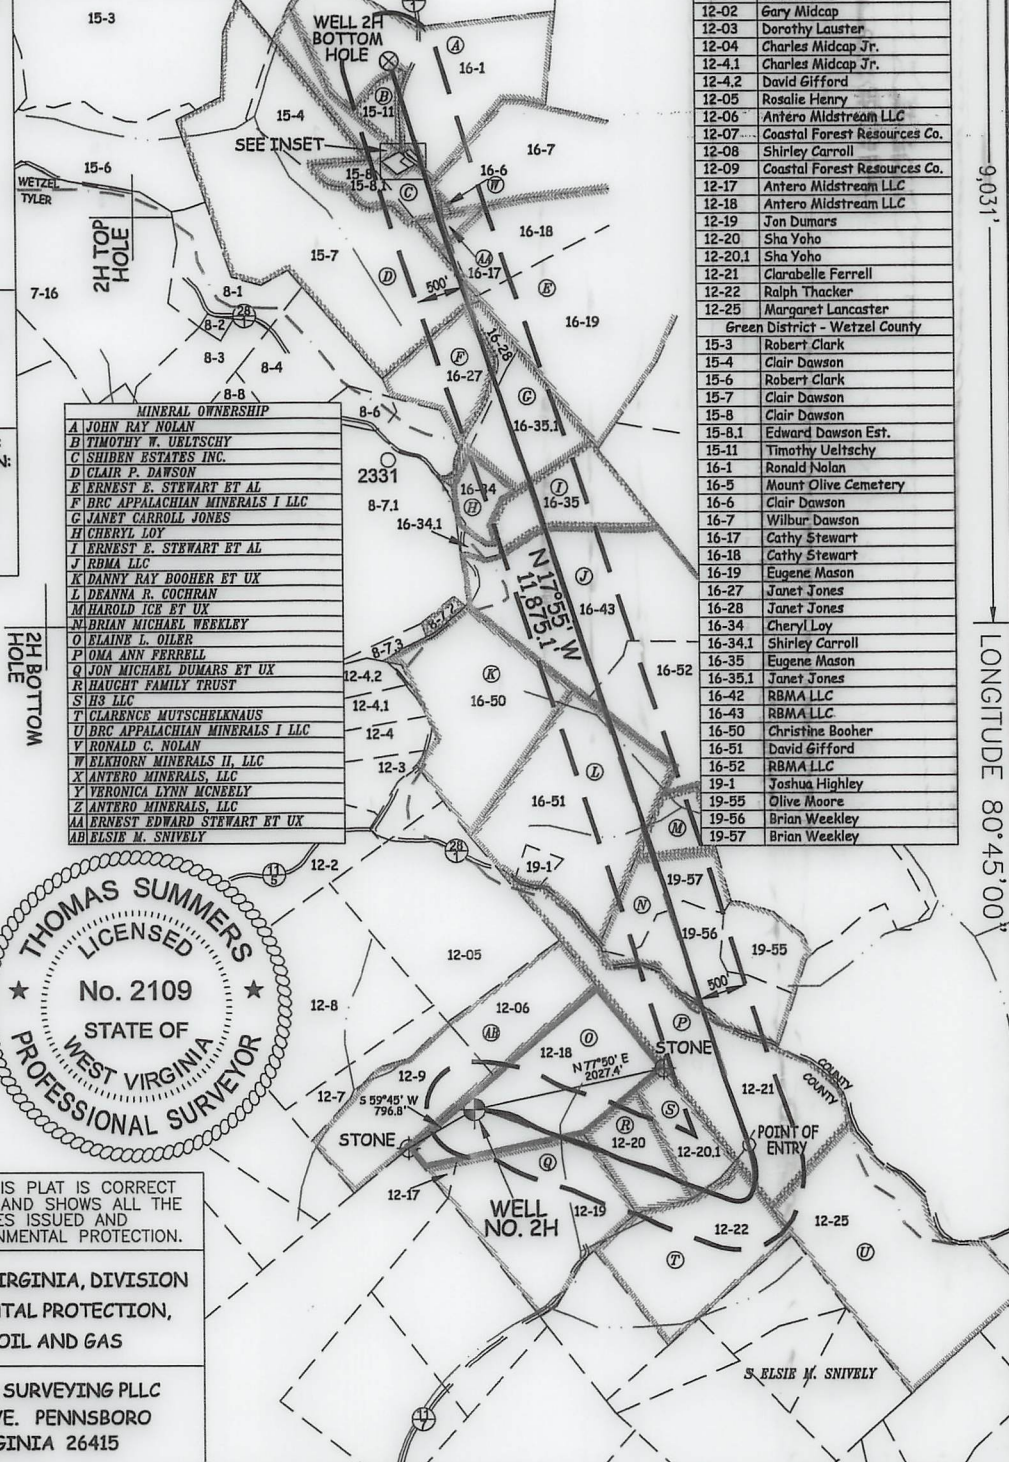 15-3
WELL 2H
BOTTOM
HOLE
1
A
16-1
B
15-11
15-4
SEE INSET
16-7
15-6
15-8
15-8.1
C
16-6
W
WETZEL
TYLER
2H TOP
HOLE
16-18
AA
15-7
D
16-17
E
500'
7-16
8-1
28
1
8-2
16-19
8-3
8-4
16-28
F
16-27
8-8
G
8-6
16-35.1
2331
16-34
H
I
16-35
8-7.1
16-34.1
J
N 17°55' W
11,875.1'
16-43
8-7.2
8-7.3
16-52
12-4.2
K
16-50
12-4.1
12-4
12-3
L
16-51
M
28
1
19-1
11
5
12-2
19-57
N
19-56
19-55
12-05
500'
12-8
12-06
P
AB
O
STONE
12-18
N 77°50' E
2027.4'
COUNTY
COUNTY
12-9
12-21
12-7
S 59°45' W
796.8'
S
R
12-20
12-20.1
POINT OF
ENTRY
STONE
Q
12-17
WELL
NO. 2H
12-19
12-22
12-25
T
U
S ELSIE M. SNIVELY
11
7
MINERAL OWNERSHIP
A JOHN RAY NOLAN
B TIMOTHY W. UELTSCHY
C SHIBEN ESTATES INC.
D CLAIR P. DAWSON
E ERNEST E. STEWART ET AL
F BRC APPALACHIAN MINERALS I LLC
G JANET CARROLL JONES
H CHERYL LOY
I ERNEST E. STEWART ET AL
J RBMA LLC
K DANNY RAY BOOHER ET UX
L DEANNA R. COCHRAN
M HAROLD ICE ET UX
N BRIAN MICHAEL WEEKLEY
O ELAINE L. OILER
P OMA ANN FERRELL
Q JON MICHAEL DUMARS ET UX
R HAUGHT FAMILY TRUST
S H3 LLC
T CLARENCE MUTSCHELKNAUS
U BRC APPALACHIAN MINERALS I LLC
V RONALD C. NOLAN
W ELKHORN MINERALS II, LLC
X ANTERO MINERALS, LLC
Y VERONICA LYNN MCNEELY
Z ANTERO MINERALS, LLC
AA ERNEST EDWARD STEWART ET UX
AB ELSIE M. SNIVELY
2H BOTTOM
HOLE
THOMAS SUMMERS
LICENSED
No. 2109
STATE OF
WEST VIRGINIA
PROFESSIONAL SURVEYOR
IS PLAT IS CORRECT
AND SHOWS ALL THE
ES ISSUED AND
NMENTAL PROTECTION.
IRGINIA, DIVISION
TAL PROTECTION,
OIL AND GAS
SURVEYING PLLC
VE. PENNSBORO
GINIA 26415
12-02 Gary Midcap
12-03 Dorothy Lauster
12-04 Charles Midcap Jr.
12-4.1 Charles Midcap Jr.
12-4.2 David Gifford
12-05 Rosalie Henry
12-06 Antero Midstream LLC
12-07 Coastal Forest Resources Co.
12-08 Shirley Carroll
12-09 Coastal Forest Resources Co.
12-17 Antero Midstream LLC
12-18 Antero Midstream LLC
12-19 Jon Dumars
12-20 Sha Yoho
12-20.1 Sha Yoho
12-21 Clarabelle Ferrell
12-22 Ralph Thacker
12-25 Margaret Lancaster
Green District - Wetzel County
15-3 Robert Clark
15-4 Clair Dawson
15-6 Robert Clark
15-7 Clair Dawson
15-8 Clair Dawson
15-8.1 Edward Dawson Est.
15-11 Timothy Ueltschy
16-1 Ronald Nolan
16-5 Mount Olive Cemetery
16-6 Clair Dawson
16-7 Wilbur Dawson
16-17 Cathy Stewart
16-18 Cathy Stewart
16-19 Eugene Mason
16-27 Janet Jones
16-28 Janet Jones
16-34 Cheryl Loy
16-34.1 Shirley Carroll
16-35 Eugene Mason
16-35.1 Janet Jones
16-42 RBMA LLC
16-43 RBMA LLC
16-50 Christine Booher
16-51 David Gifford
16-52 RBMA LLC
19-1 Joshua Highley
19-55 Olive Moore
19-56 Brian Weekley
19-57 Brian Weekley
9,031'
LONGITUDE 80°45'00"